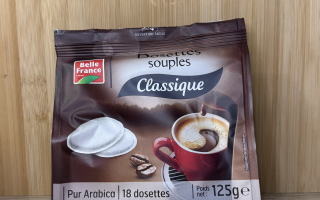 Belle
France
Dosettes
souples
Classique
Pur Arabica
18 dosettes
Poids
net:
125g e